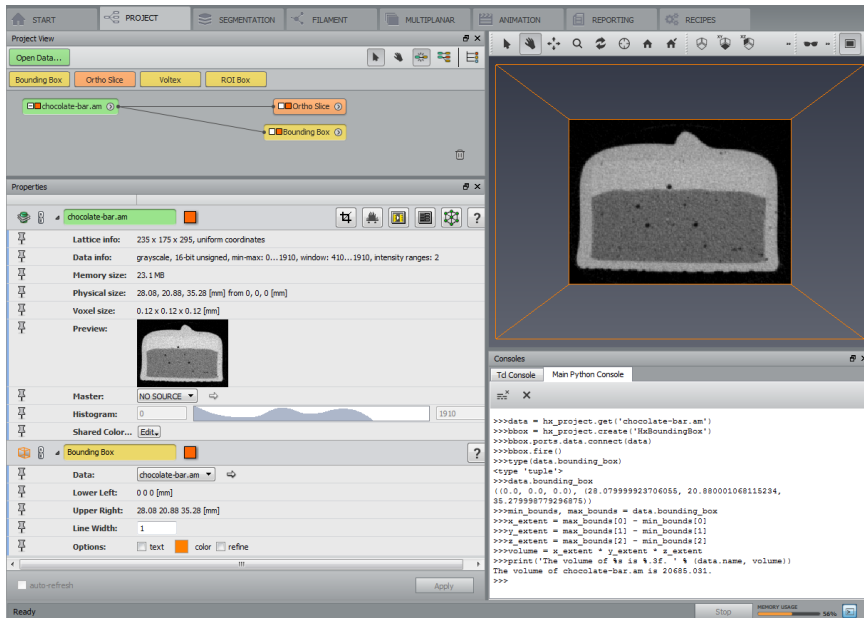 START PROJECT SEGMENTATION FILAMENT MULTIPLANAR ANIMATION REPORTING RECIPES
Project View
Open Data...
Bounding Box Ortho Slice Voltex ROI Box
chocolate-bar.am Ortho Slice
Bounding Box
Properties
chocolate-bar.am ?
Lattice info: 235 x 175 x 295, uniform coordinates
Data info: grayscale, 16-bit unsigned, min-max: 0...1910, window: 410...1910, intensity ranges: 2
Memory size: 23.1 MB
Physical size: 28.08, 20.88, 35.28 [mm] from 0, 0, 0 [mm]
Voxel size: 0.12 x 0.12 x 0.12 [mm]
Preview:
Master: NO SOURCE
Histogram: 0 1910
Shared Color... Edit
Bounding Box ?
Data: chocolate-bar.am
Lower Left: 0 0 0 [mm]
Upper Right: 28.08 20.88 35.28 [mm]
Line Width: 1
Options: text color refine
auto-refresh Apply
Ready
Consoles
Tcl Console Main Python Console
>>>data = hx_project.get('chocolate-bar.am')
>>>bbox = hx_project.create('HxBoundingBox')
>>>bbox.ports.data.connect(data)
>>>bbox.fire()
>>>type(data.bounding_box)
<type 'tuple'>
>>>data.bounding_box
((0.0, 0.0, 0.0), (28.079999923706055, 20.880001068115234,
35.279998779296875))
>>>min_bounds, max_bounds = data.bounding_box
>>>x_extent = max_bounds[0] - min_bounds[0]
>>>y_extent = max_bounds[1] - min_bounds[1]
>>>z_extent = max_bounds[2] - min_bounds[2]
>>>volume = x_extent * y_extent * z_extent
>>>print('The volume of %s is %.3f. ' % (data.name, volume))
The volume of chocolate-bar.am is 20685.031.
>>>
Stop MEMORY USAGE 56%